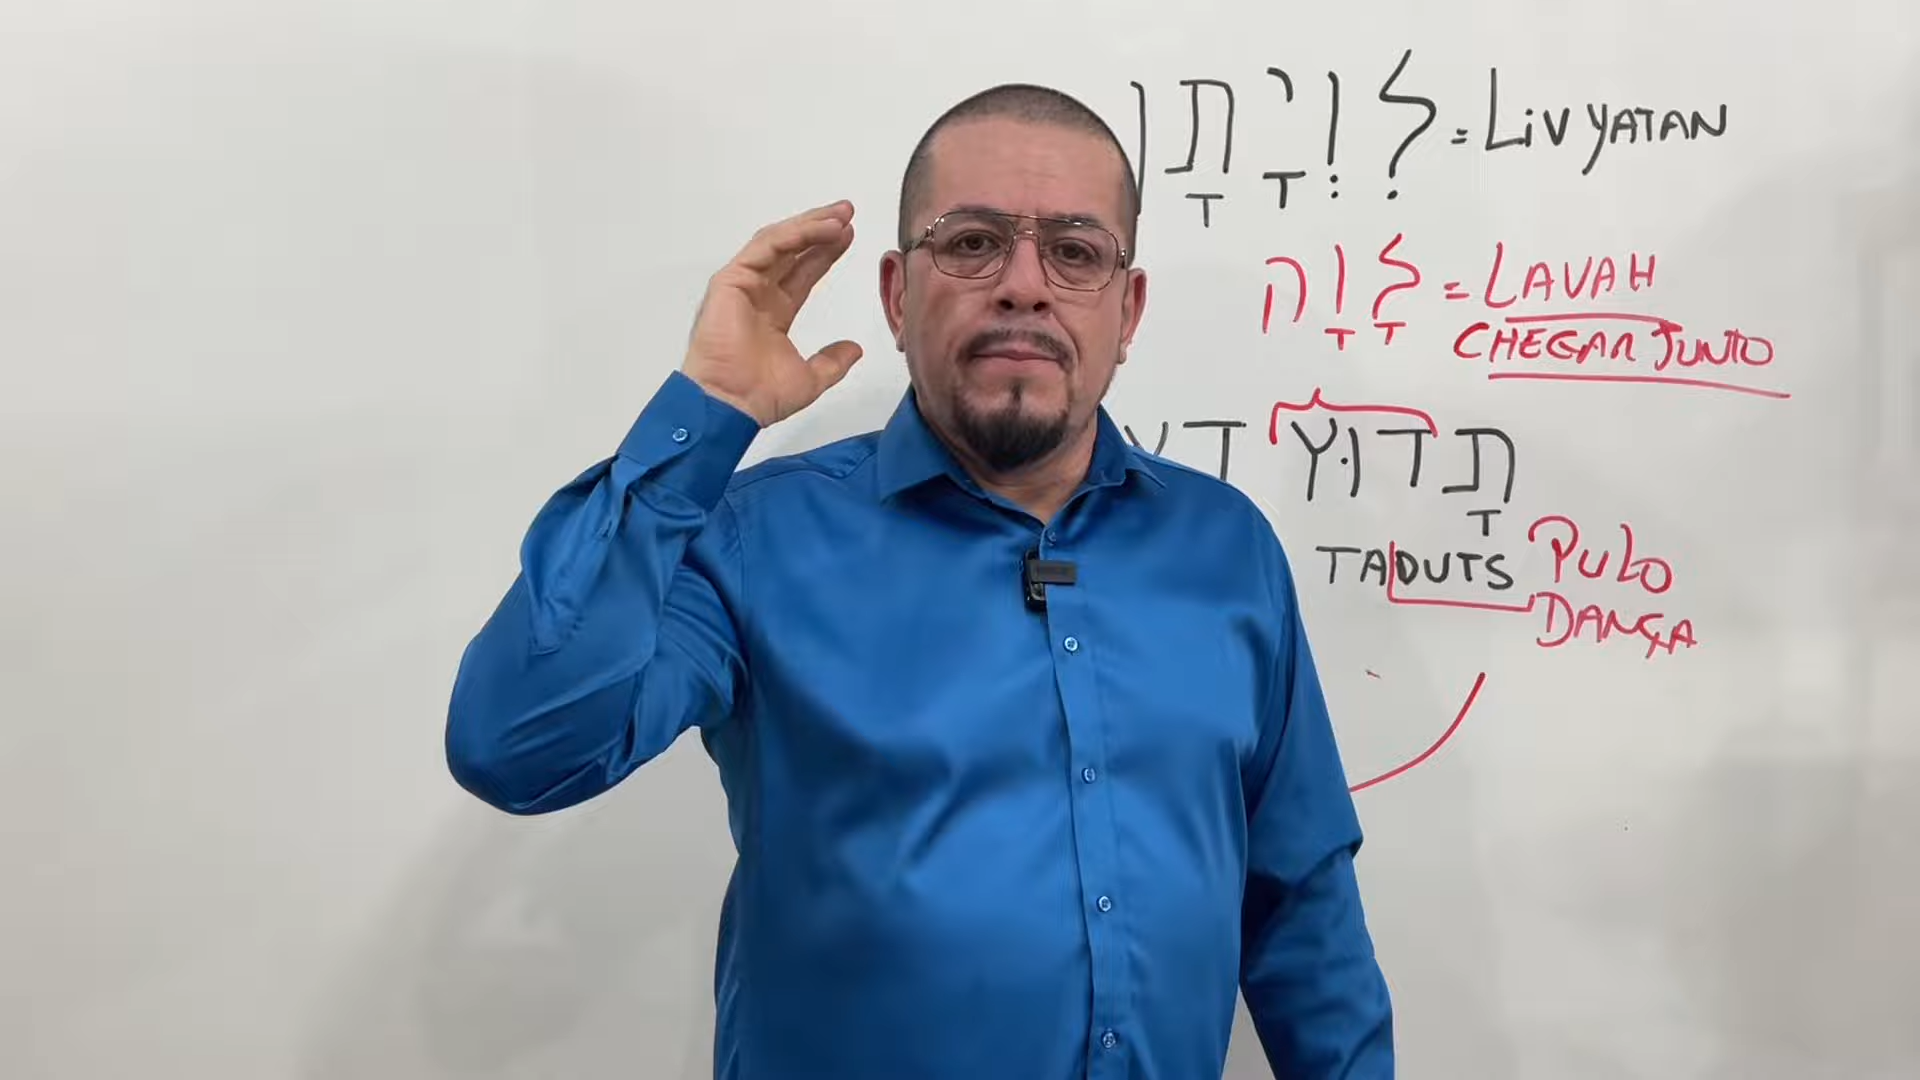 לִוְיָתָן = LiVYATAN
לָוָה = LAVAH
CHEGAR JUNTO
תָדוּץ ד
TADUTS PULO
DANÇA